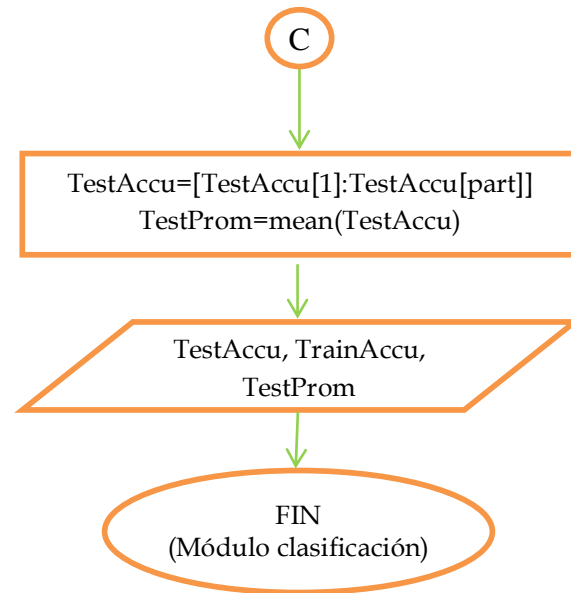 C
TestAccu=[TestAccu[1]:TestAccu[part]]
TestProm=mean(TestAccu)
TestAccu, TrainAccu,
TestProm
FIN
(Módulo clasificación)